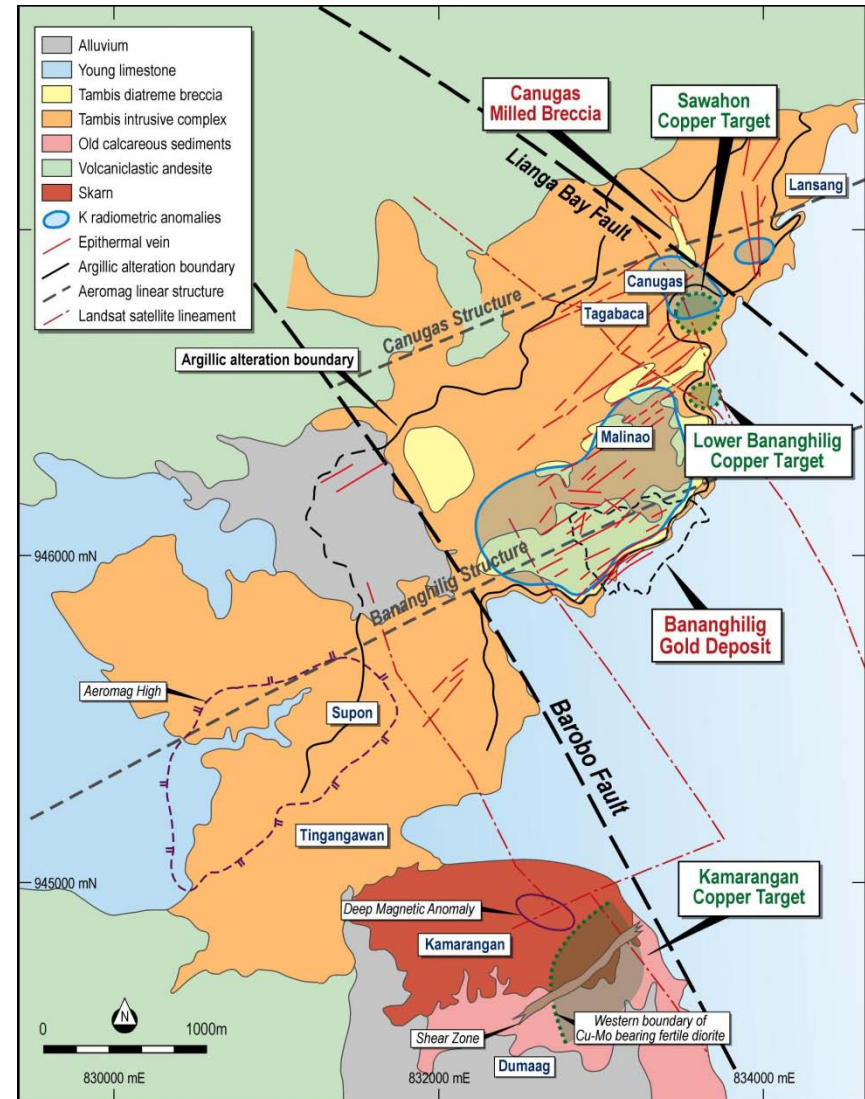 Alluvium
Young limestone
Tambis diatreme breccia
Tambis intrusive complex
Old calcareous sediments
Volcaniclastic andesite
Skarn
K radiometric anomalies
Epithermal vein
Argillic alteration boundary
Aeromag linear structure
Landsat satellite lineament
Canugas
Milled Breccia
Sawahon
Copper Target
Lianga Bay Fault
Lansang
Canugas
Tagabaca
Canugas Structure
Argillic alteration boundary
Malinao
Lower Bananghilig
Copper Target
946000 mN
Bananghilig Structure
Bananghilig
Gold Deposit
Aeromag High
Supon
Barobo Fault
Tingangawan
945000 mN
Kamarangan
Copper Target
Deep Magnetic Anomaly
Kamarangan
N
0
1000m
Shear Zone
Western boundary of
Cu-Mo bearing fertile diorite
Dumaag
830000 mE
832000 mE
834000 mE